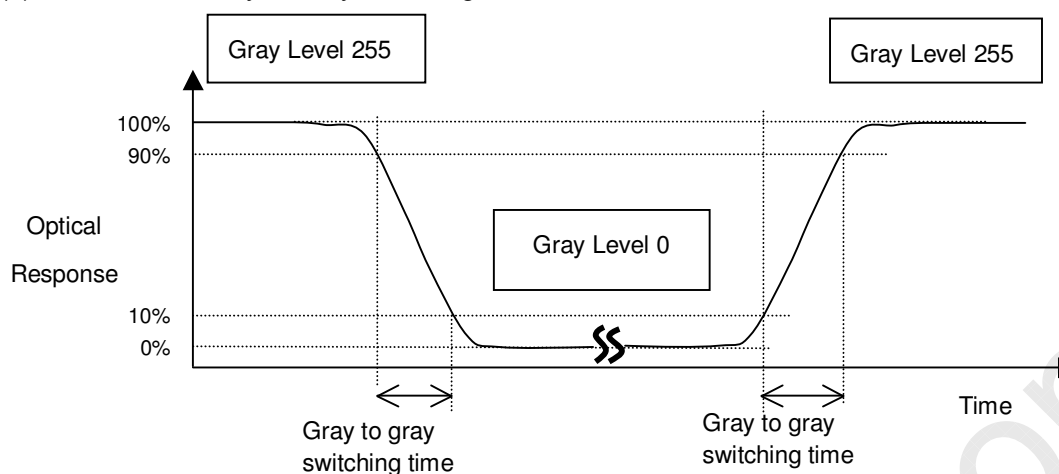 Gray Level 255
Gray Level 255
100%
90%
Optical
Response
Gray Level 0
10%
0%
Time
Gray to gray
switching time
Gray to gray
switching time